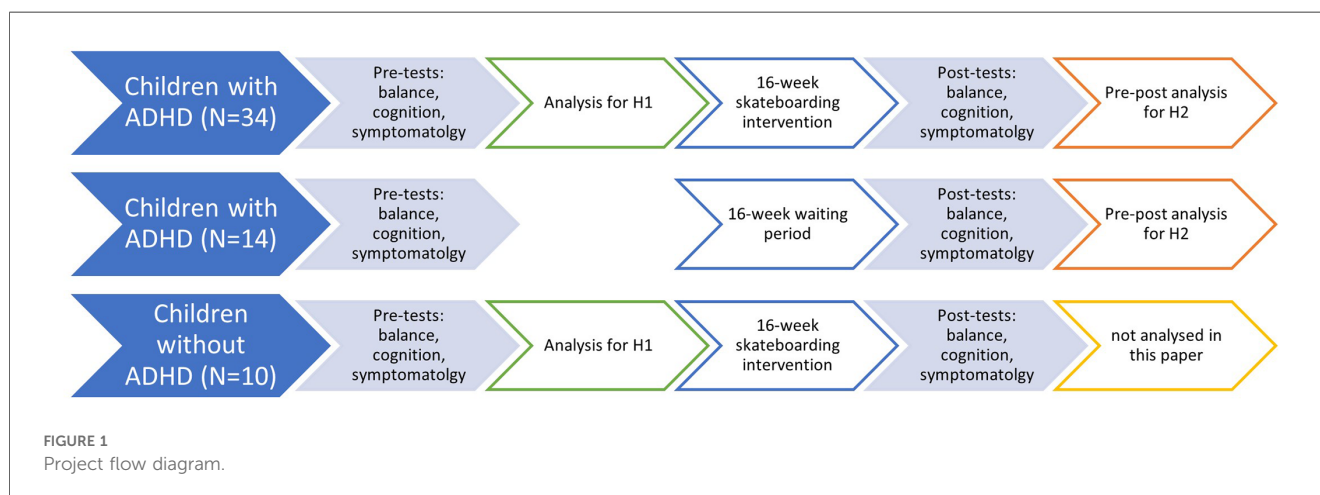 Children with
ADHD (N=34)
Pre-tests:
balance,
cognition,
symptomatolgy
Analysis for H1
16-week
skateboarding
intervention
Post-tests:
balance,
cognition,
symptomatolgy
Pre-post analysis
for H2
Children with
ADHD (N=14)
Pre-tests:
balance,
cognition,
symptomatolgy
16-week waiting
period
Post-tests:
balance,
cognition,
symptomatolgy
Pre-post analysis
for H2
Children
without
ADHD (N=10)
Pre-tests:
balance,
cognition,
symptomatolgy
Analysis for H1
16-week
skateboarding
intervention
Post-tests:
balance,
cognition,
symptomatolgy
not analysed in
this paper
FIGURE 1
Project flow diagram.